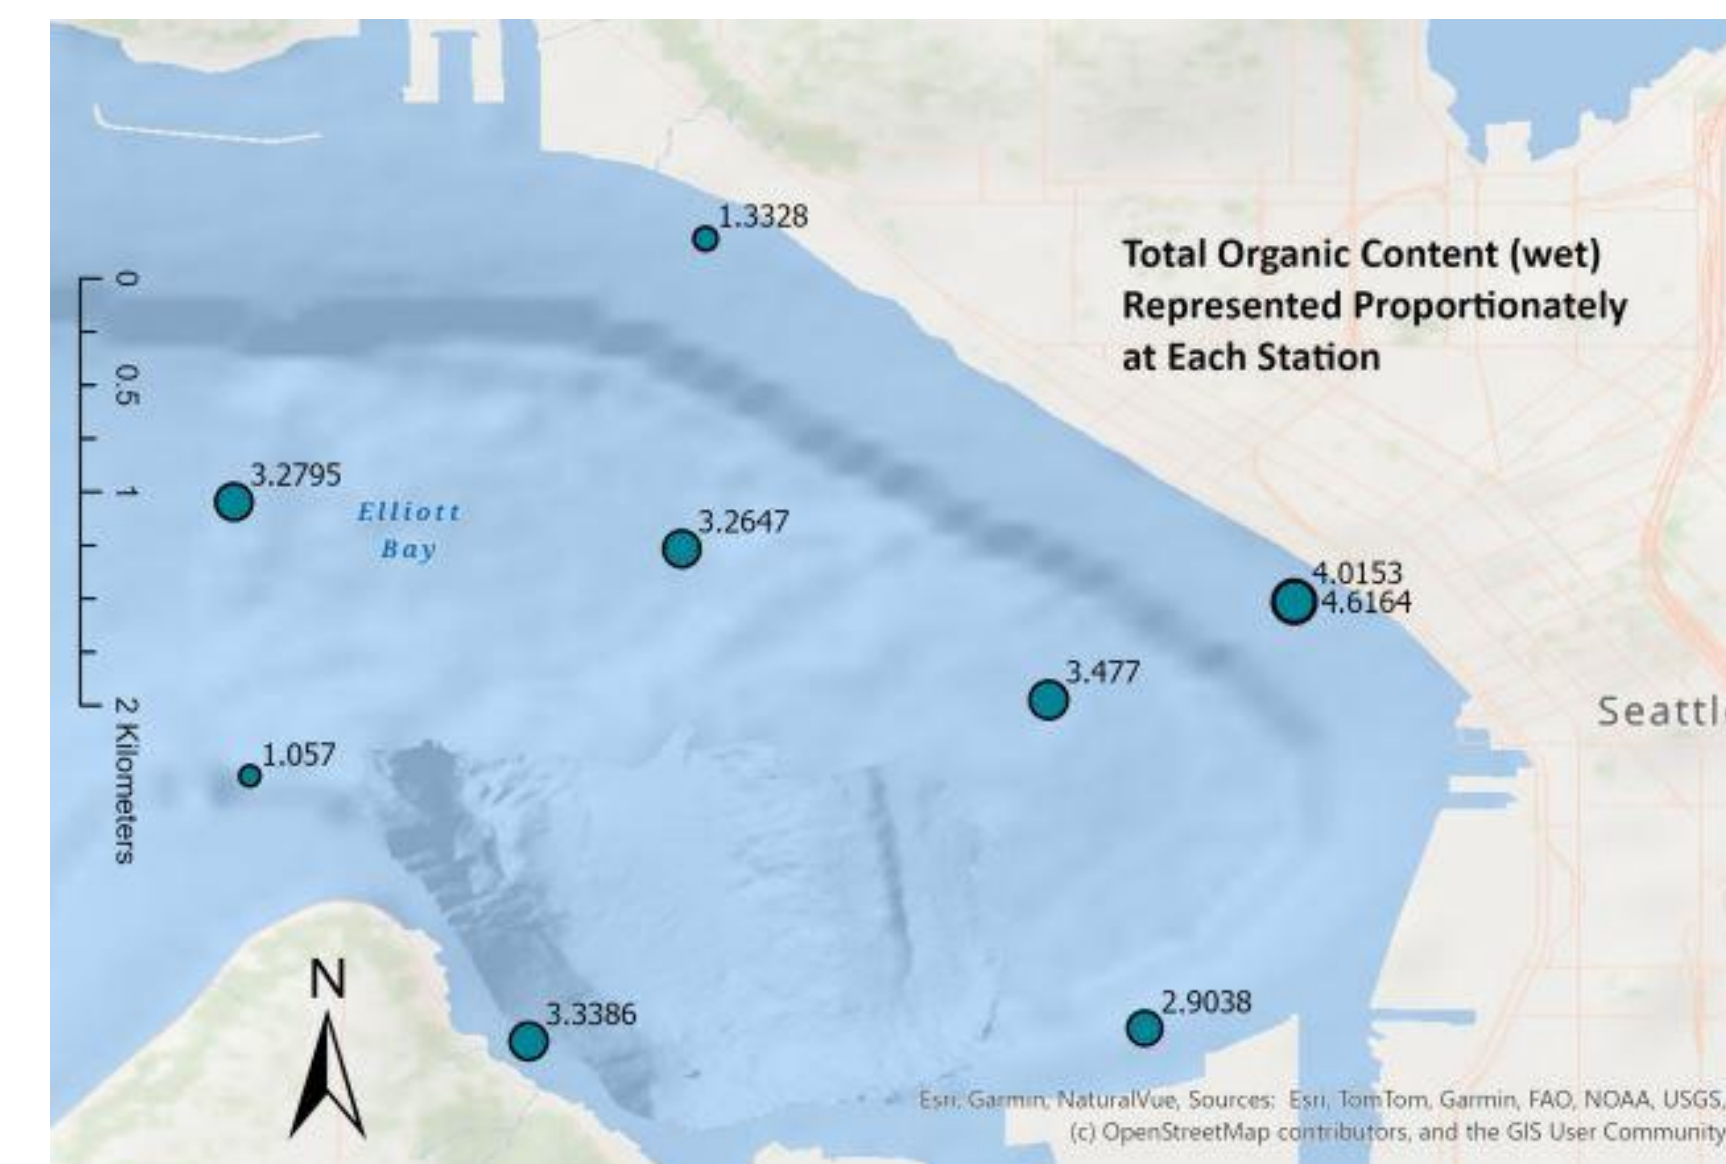 1.3328
Total Organic Content (wet)
Represented Proportionately
at Each Station
0
0.5
1
2 Kilometers
3.2795
Elliott
Bay
3.2647
4.0153
4.6164
3.477
Seattl
1.057
N
3.3386
2.9038
Esri, Garmin, NaturalVue, Sources: Esri, TomTom, Garmin, FAO, NOAA, USGS,
(c) OpenStreetMap contributors, and the GIS User Community